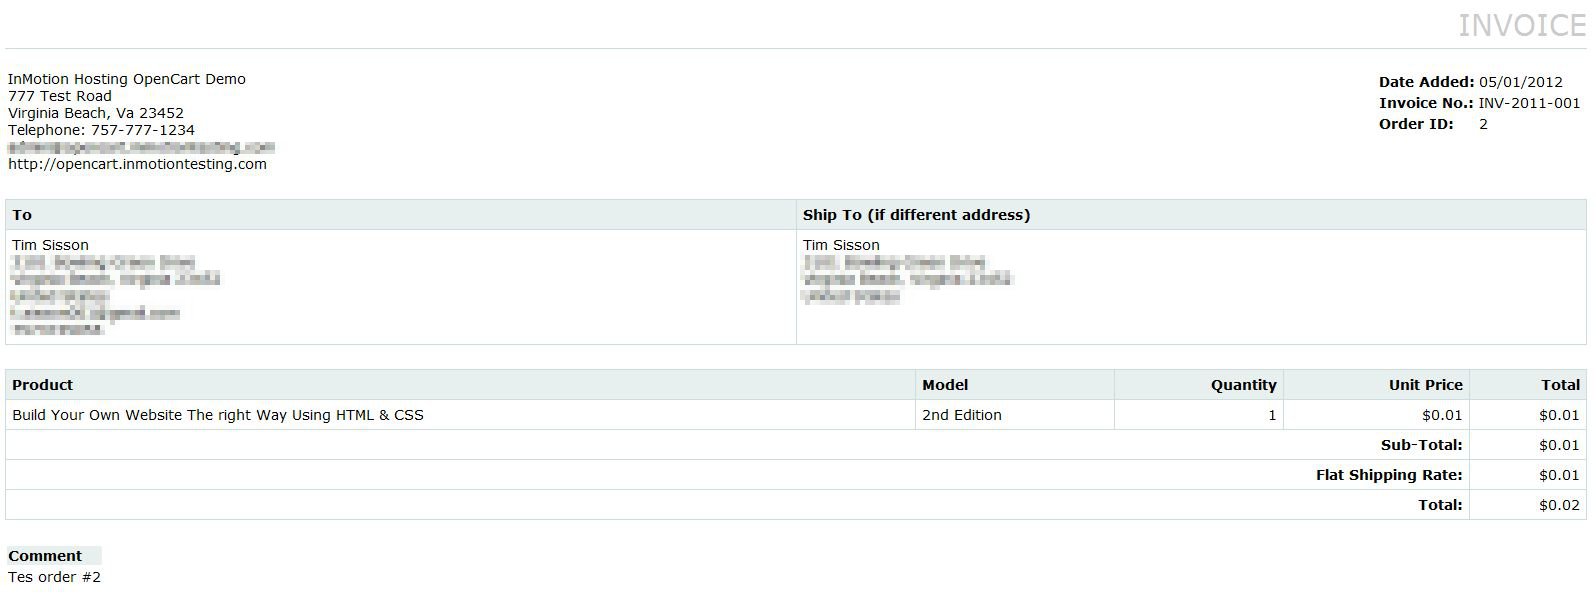 INVOICE
InMotion Hosting OpenCart Demo
777 Test Road
Virginia Beach, Va 23452
Telephone: 757-777-1234
http://opencart.inmotiontesting.com
Date Added: 05/01/2012
Invoice No.: INV-2011-001
Order ID: 2
To Ship To (if different address)
Tim Sisson Tim Sisson
Product Model Quantity Unit Price Total
Build Your Own Website The right Way Using HTML & CSS 2nd Edition 1 $0.01 $0.01
Sub-Total: $0.01
Flat Shipping Rate: $0.01
Total: $0.02
Comment
Tes order #2